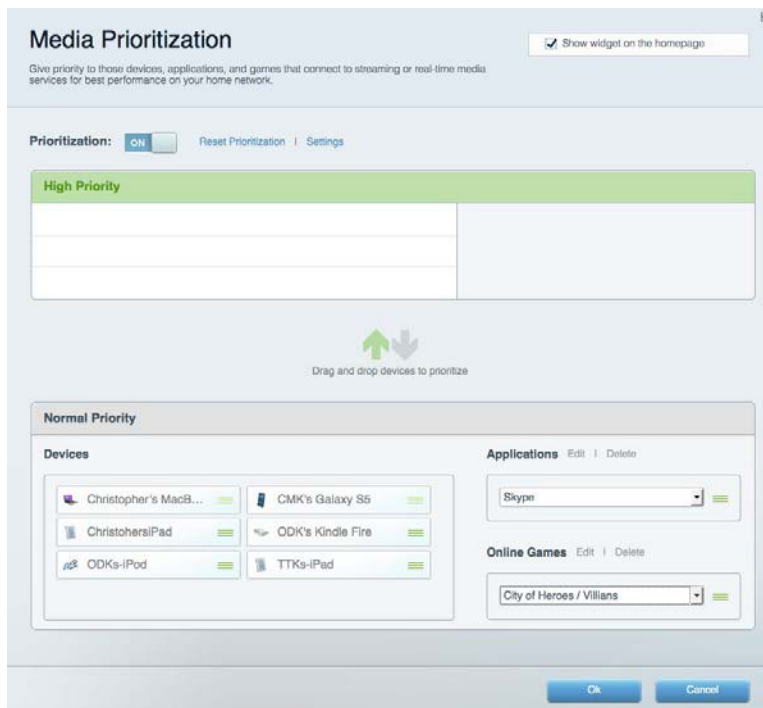 Media Prioritization
Show widget on the homepage
Give priority to those devices, applications, and games that connect to streaming or real-time media
services for best performance on your home network.
Prioritization: ON Reset Prioritization | Settings
High Priority
Drag and drop devices to prioritize
Normal Priority
Devices
Applications Edit | Delete
Christopher's MacB... CMK's Galaxy S5
Skype
ChristohersiPad ODK's Kindle Fire
ODKs-iPod TTKs-iPad
Online Games Edit | Delete
City of Heroes / Villians
Ok Cancel